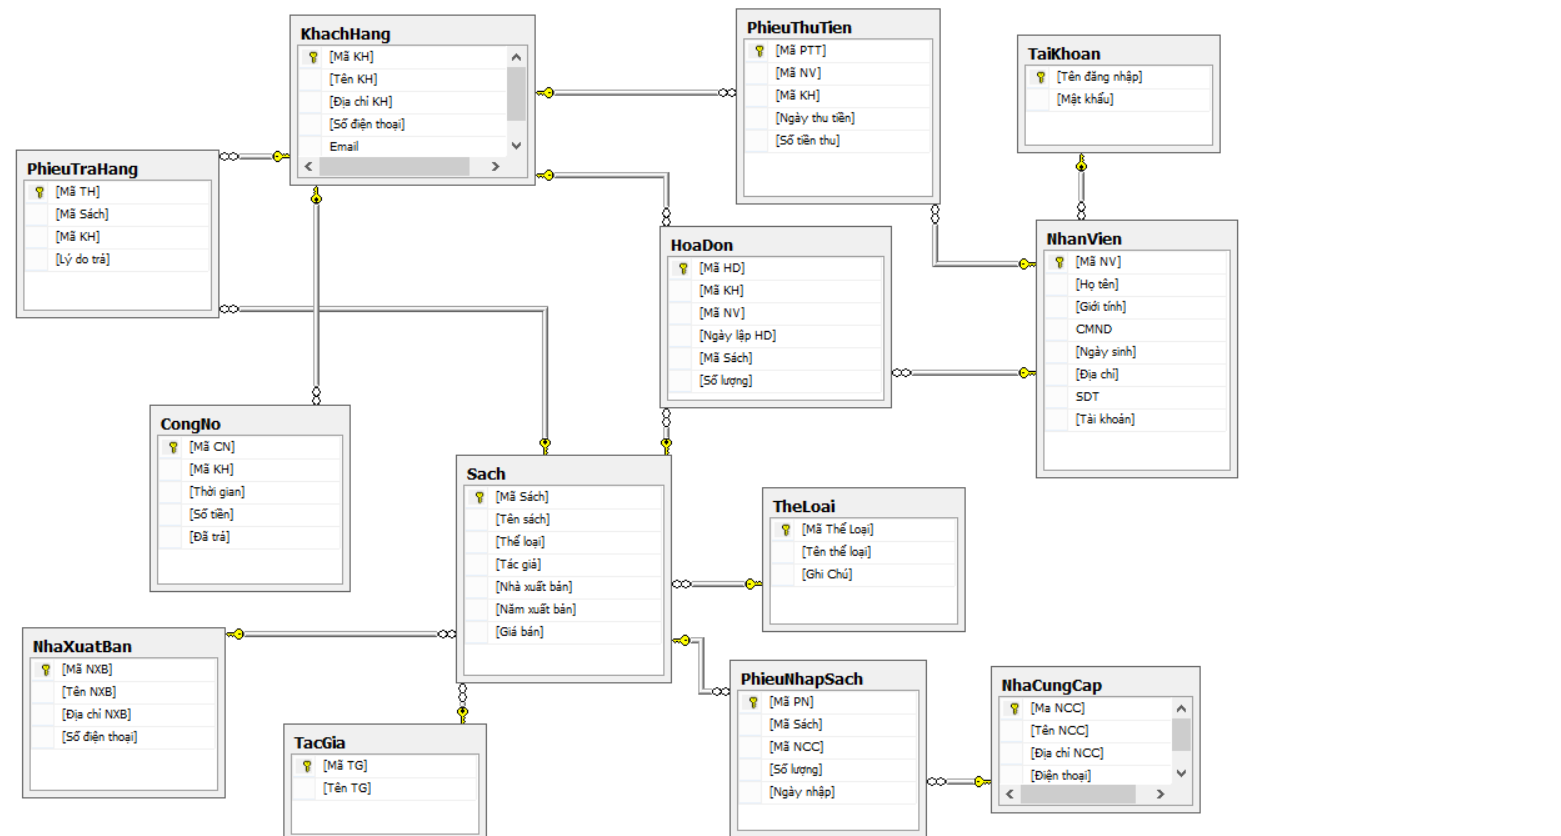 KhachHang
[Mã KH]
[Tên KH]
[Địa chỉ KH]
[Số điện thoại]
Email
PhieuThuTien
[Mã PTT]
[Mã NV]
[Mã KH]
[Ngày thu tiền]
[Số tiền thu]
TaiKhoan
[Tên đăng nhập]
[Mật khẩu]
PhieuTraHang
[Mã TH]
[Mã Sách]
[Mã KH]
[Lý do trả]
HoaDon
[Mã HD]
[Mã KH]
[Mã NV]
[Ngày lập HD]
[Mã Sách]
[Số lượng]
NhanVien
[Mã NV]
[Họ tên]
[Giới tính]
CMND
[Ngày sinh]
[Địa chỉ]
SDT
[Tài khoản]
CongNo
[Mã CN]
[Mã KH]
[Thời gian]
[Số tiền]
[Đã trả]
Sach
[Mã Sách]
[Tên sách]
[Thể loại]
[Tác giả]
[Nhà xuất bản]
[Năm xuất bản]
[Giá bán]
TheLoai
[Mã Thể Loại]
[Tên thể loại]
[Ghi Chú]
NhaXuatBan
[Mã NXB]
[Tên NXB]
[Địa chỉ NXB]
[Số điện thoại]
TacGia
[Mã TG]
[Tên TG]
PhieuNhapSach
[Mã PN]
[Mã Sách]
[Mã NCC]
[Số lượng]
[Ngày nhập]
NhaCungCap
[Ma NCC]
[Tên NCC]
[Địa chỉ NCC]
[Điện thoại]